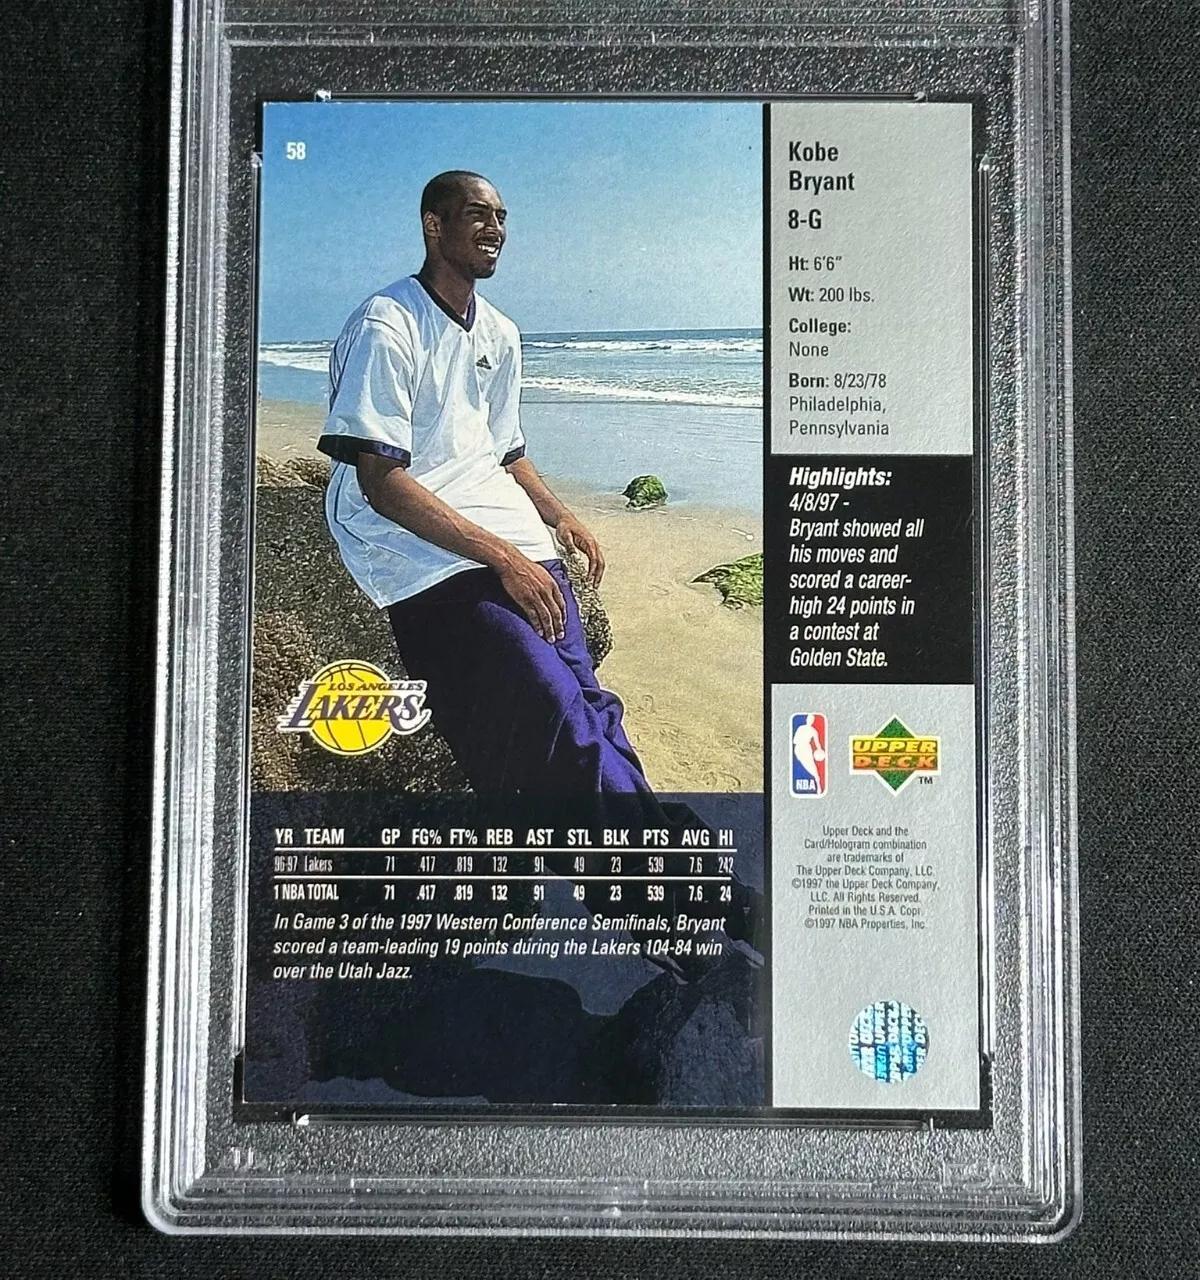 58
Kobe
Bryant
8-G
Ht: 6'6"
Wt: 200 lbs.
College:
None
Born: 8/23/78
Philadelphia,
Pennsylvania
Highlights:
4/8/97 -
Bryant showed all
his moves and
scored a career-
high 24 points in
a contest at
Golden State.
LOS ANGELES
LAKERS
NBA
UPPER
DECK
TM
YR TEAM GP FG% FT% REB AST STL BLK PTS AVG HI
96-97 Lakers 71 .417 .819 132 91 49 23 539 7.6 242
1 NBA TOTAL 71 .417 .819 132 91 49 23 539 7.6 24
In Game 3 of the 1997 Western Conference Semifinals, Bryant
scored a team-leading 19 points during the Lakers 104-84 win
over the Utah Jazz.
Upper Deck and the
Card/Hologram combination
are trademarks of
The Upper Deck Company, LLC.
©1997 the Upper Deck Company,
LLC. All Rights Reserved.
Printed in the U.S.A. Copr.
©1997 NBA Properties, Inc.